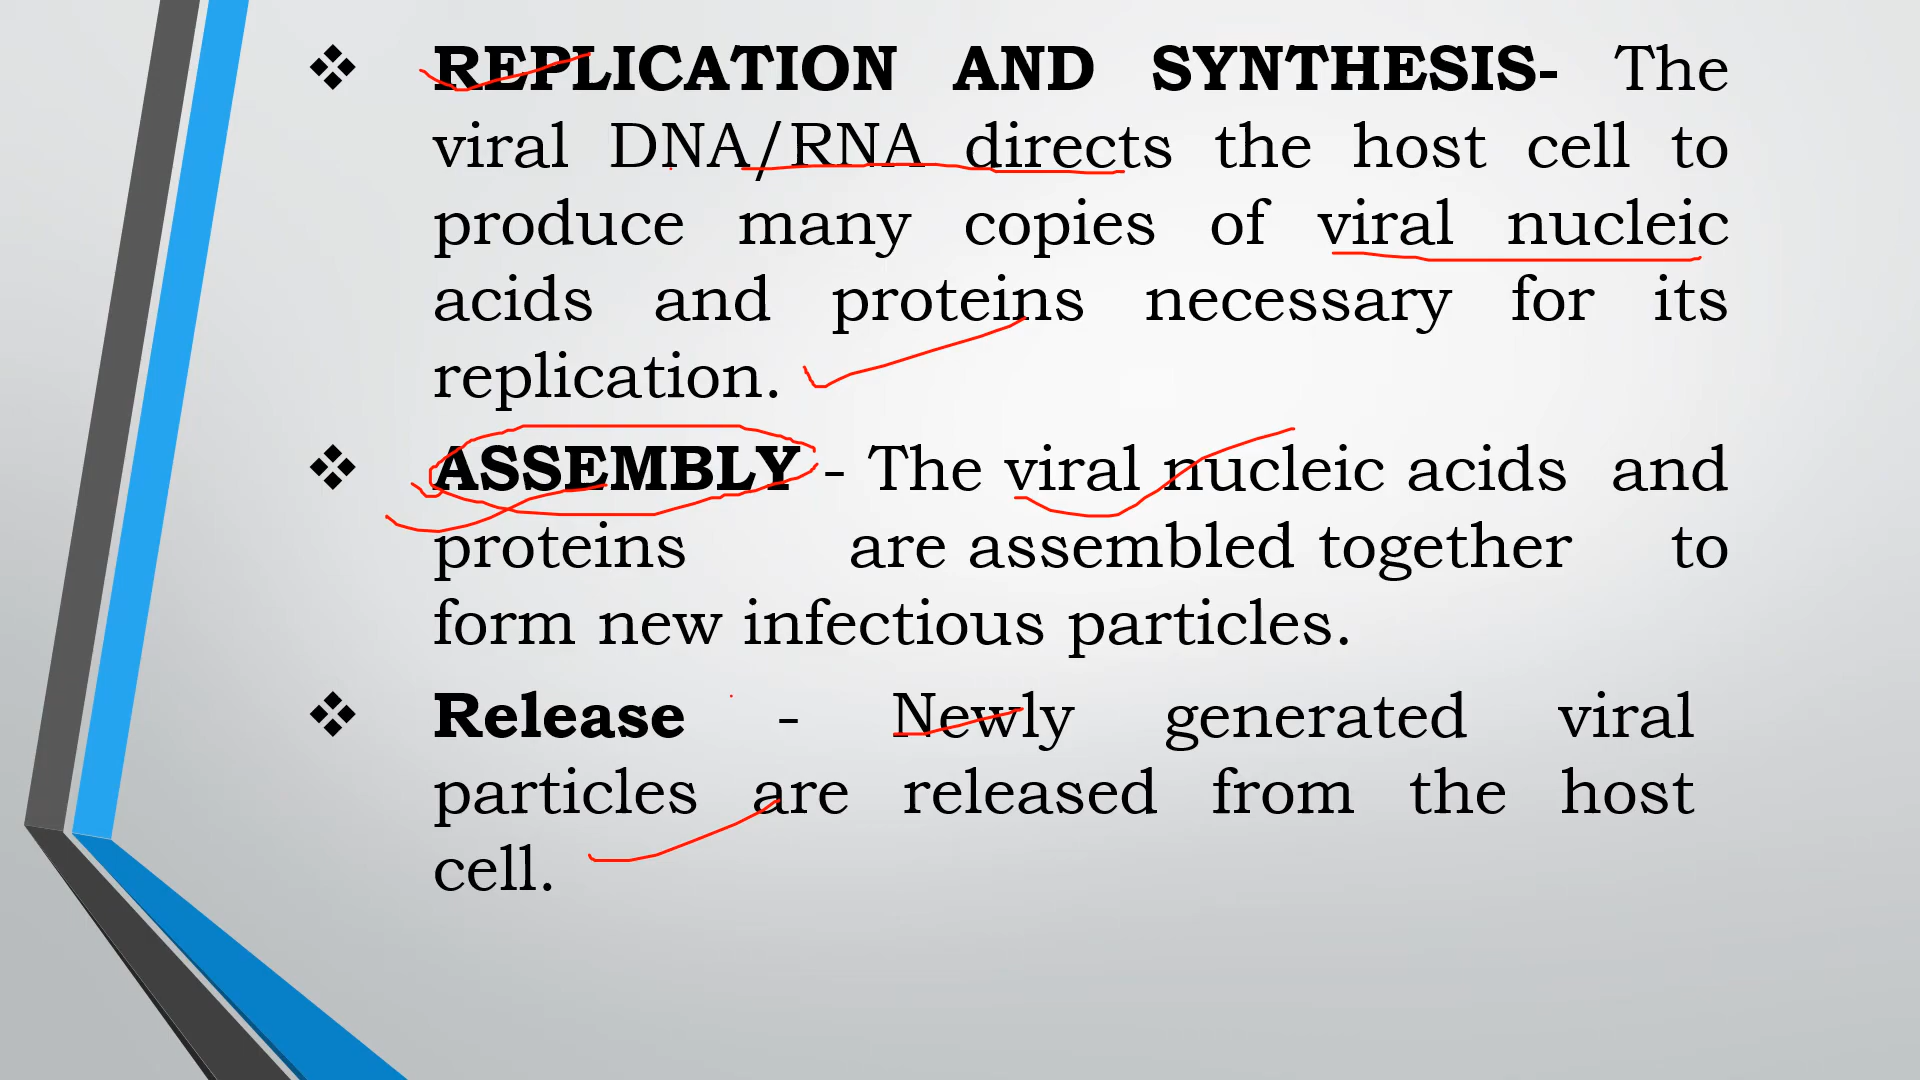 ❖ REPLICATION AND SYNTHESIS- The
viral DNA/RNA directs the host cell to
produce many copies of viral nucleic
acids and proteins necessary for its
replication.
❖ ASSEMBLY - The viral nucleic acids and
proteins are assembled together to
form new infectious particles.
❖ Release - Newly generated viral
particles are released from the host
cell.